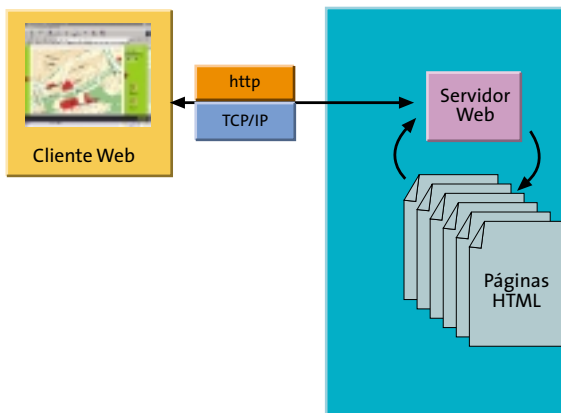 http
TCP/IP
Cliente Web
Servidor
Web
Páginas
HTML